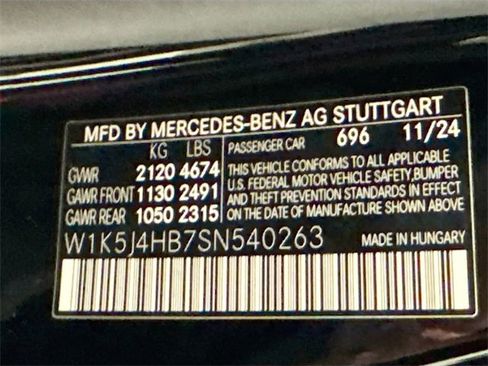 MFD BY MERCEDES-BENZ AG STUTTGART
KG LBS PASSENGER CAR 696 11/24
GVWR 2120 4674
GAWR FRONT 1130 2491
GAWR REAR 1050 2315
THIS VEHICLE CONFORMS TO ALL APPLICABLE
U.S. FEDERAL MOTOR VEHICLE SAFETY, BUMPER
AND THEFT PREVENTION STANDARDS IN EFFECT
ON THE DATE OF MANUFACTURE SHOWN ABOVE.
W1K5J4HB7SN540263 MADE IN HUNGARY